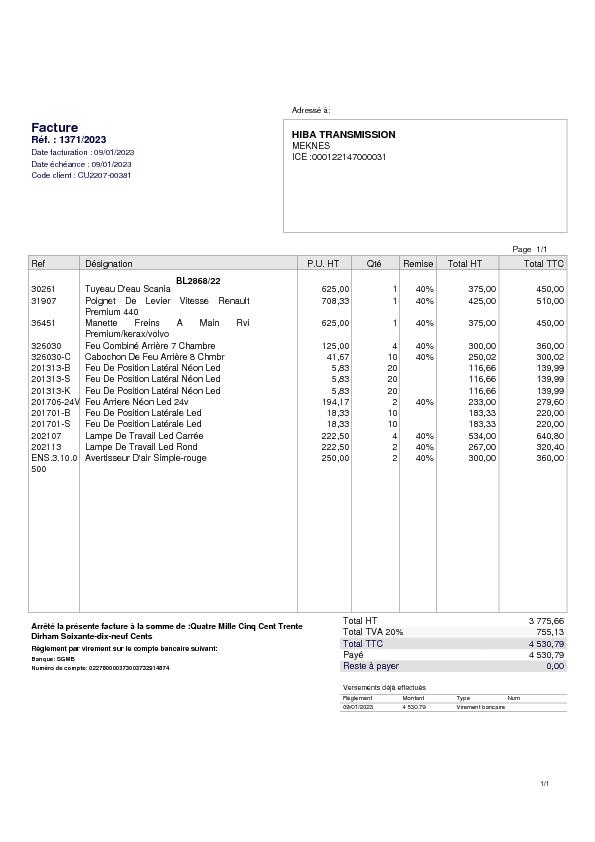 Adressé à:
Facture
Réf. : 1371/2023
Date facturation : 09/01/2023
Date échéance : 09/01/2023
Code client : CU2207-00381
HIBA TRANSMISSION
MEKNES
ICE :000122147000031
Page 1/1
Ref Désignation P.U. HT Qté Remise Total HT Total TTC
BL2868/22
30261 Tuyeau D'eau Scania 625,00 1 40% 375,00 450,00
31907 Poignet De Levier Vitesse Renault 708,33 1 40% 425,00 510,00
Premium 440
36451 Manette Freins A Main Rvi 625,00 1 40% 375,00 450,00
Premium/kerax/volvo
326030 Feu Combiné Arrière 7 Chambre 125,00 4 40% 300,00 360,00
326030-C Cabochon De Feu Arrière 8 Chmbr 41,67 10 40% 250,02 300,02
201313-B Feu De Position Latéral Néon Led 5,83 20 116,66 139,99
201313-S Feu De Position Latéral Néon Led 5,83 20 116,66 139,99
201313-K Feu De Position Latéral Néon Led 5,83 20 116,66 139,99
201706-24V Feu Arriere Néon Led 24v 194,17 2 40% 233,00 279,60
201701-B Feu De Position Latérale Led 18,33 10 183,33 220,00
201701-S Feu De Position Latérale Led 18,33 10 183,33 220,00
202107 Lampe De Travail Led Carrée 222,50 4 40% 534,00 640,80
202113 Lampe De Travail Led Rond 222,50 2 40% 267,00 320,40
ENS.3.10.0 Avertisseur D'air Simple-rouge 250,00 2 40% 300,00 360,00
500
Arrêté la présente facture à la somme de :Quatre Mille Cinq Cent Trente
Dirham Soixante-dix-neuf Cents
Règlement par virement sur le compte bancaire suivant:
Banque: SGMB
Numéro de compte: 022780000373003732914874
Total HT 3 775,66
Total TVA 20% 755,13
Total TTC 4 530,79
Payé 4 530,79
Reste à payer 0,00
Versements déjà effectués
Règlement Montant Type Num
09/01/2023 4 530,79 Virement bancaire
1/1